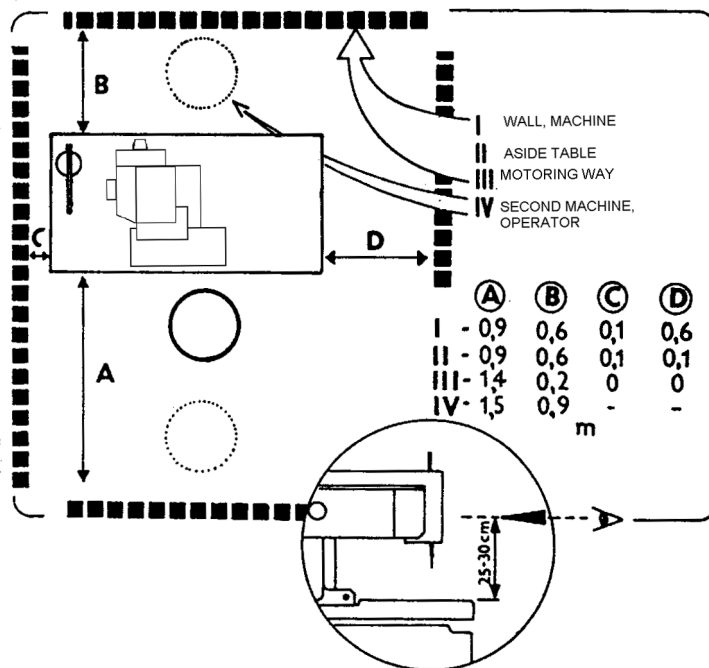 B
I WALL, MACHINE
II ASIDE TABLE
III MOTORING WAY
IV SECOND MACHINE,
OPERATOR
C
D
A
A B C D
I - 0,9 0,6 0,1 0,6
II - 0,9 0,6 0,1 0,1
III - 1,4 0,2 0 0
IV - 1,5 0,9 - -
m
25-30cm